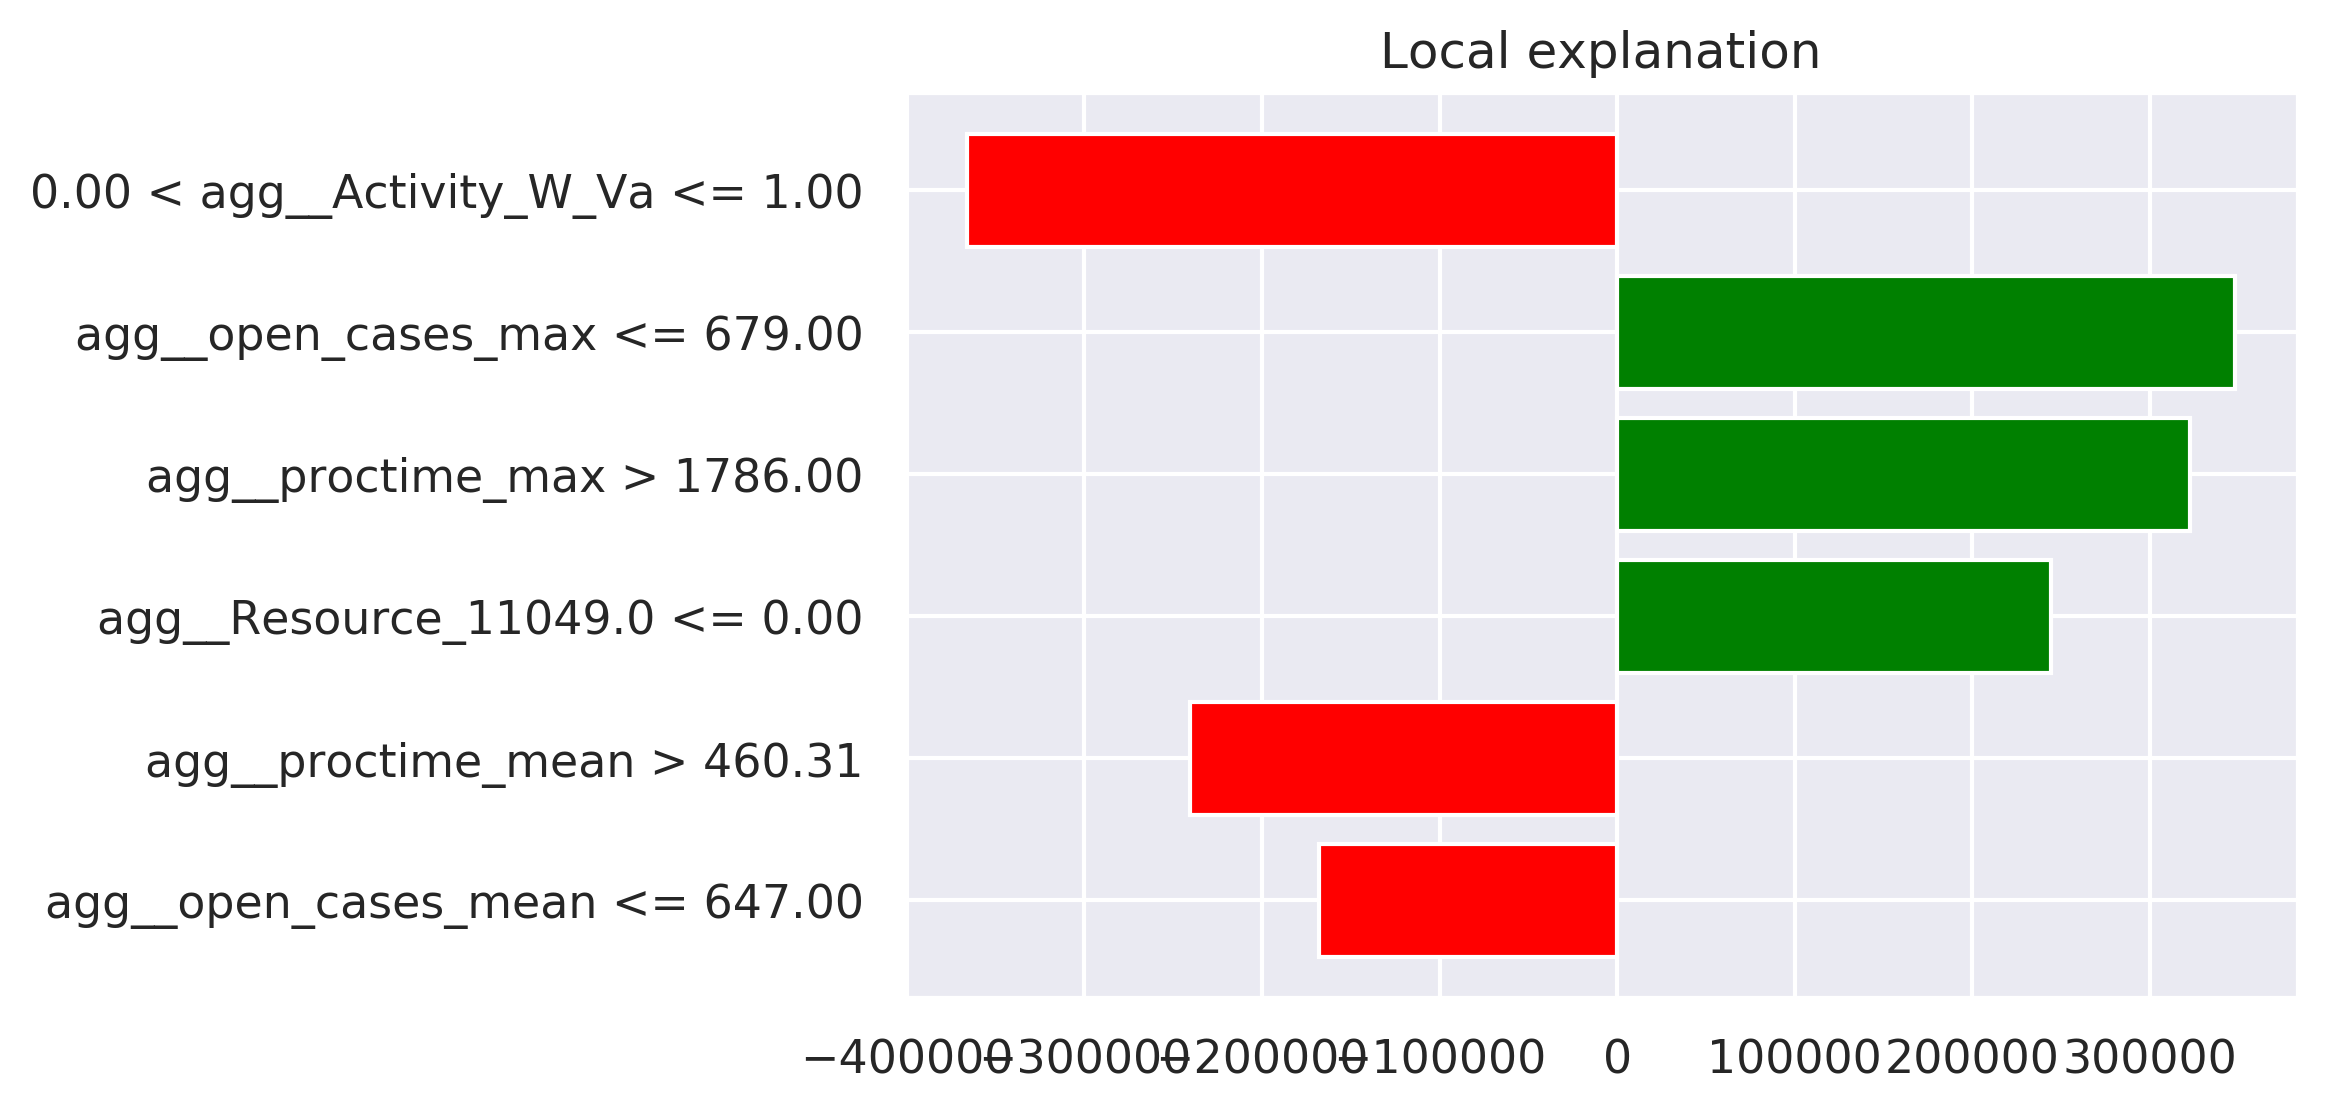 Local explanation
0.00 < agg__Activity_W_Va <= 1.00
agg__open_cases_max <= 679.00
agg__proctime_max > 1786.00
agg__Resource_11049.0 <= 0.00
agg__proctime_mean > 460.31
agg__open_cases_mean <= 647.00
−400000 −300000 −200000 −100000 0 100000 200000 300000